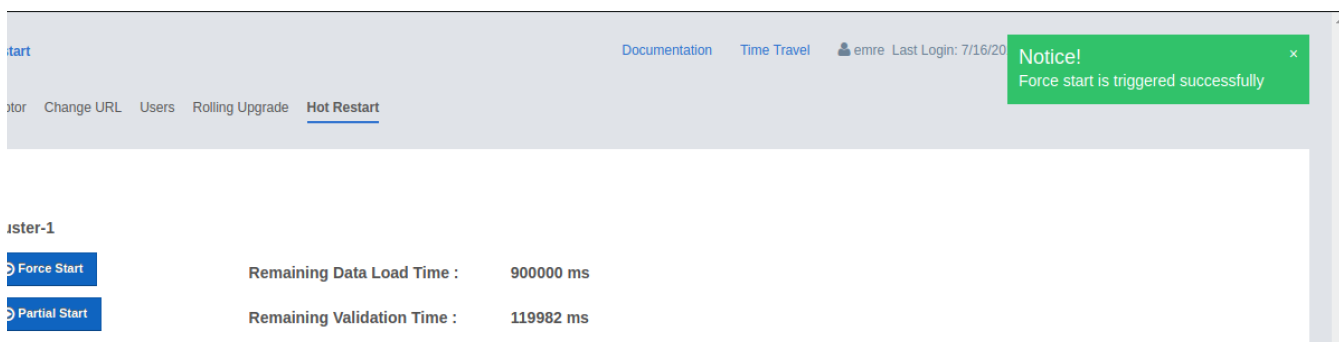 start
Documentation Time Travel emre Last Login: 7/16/20
Notice! ×
Force start is triggered successfully
otor Change URL Users Rolling Upgrade Hot Restart
uster-1
Force Start Remaining Data Load Time : 900000 ms
Partial Start Remaining Validation Time : 119982 ms